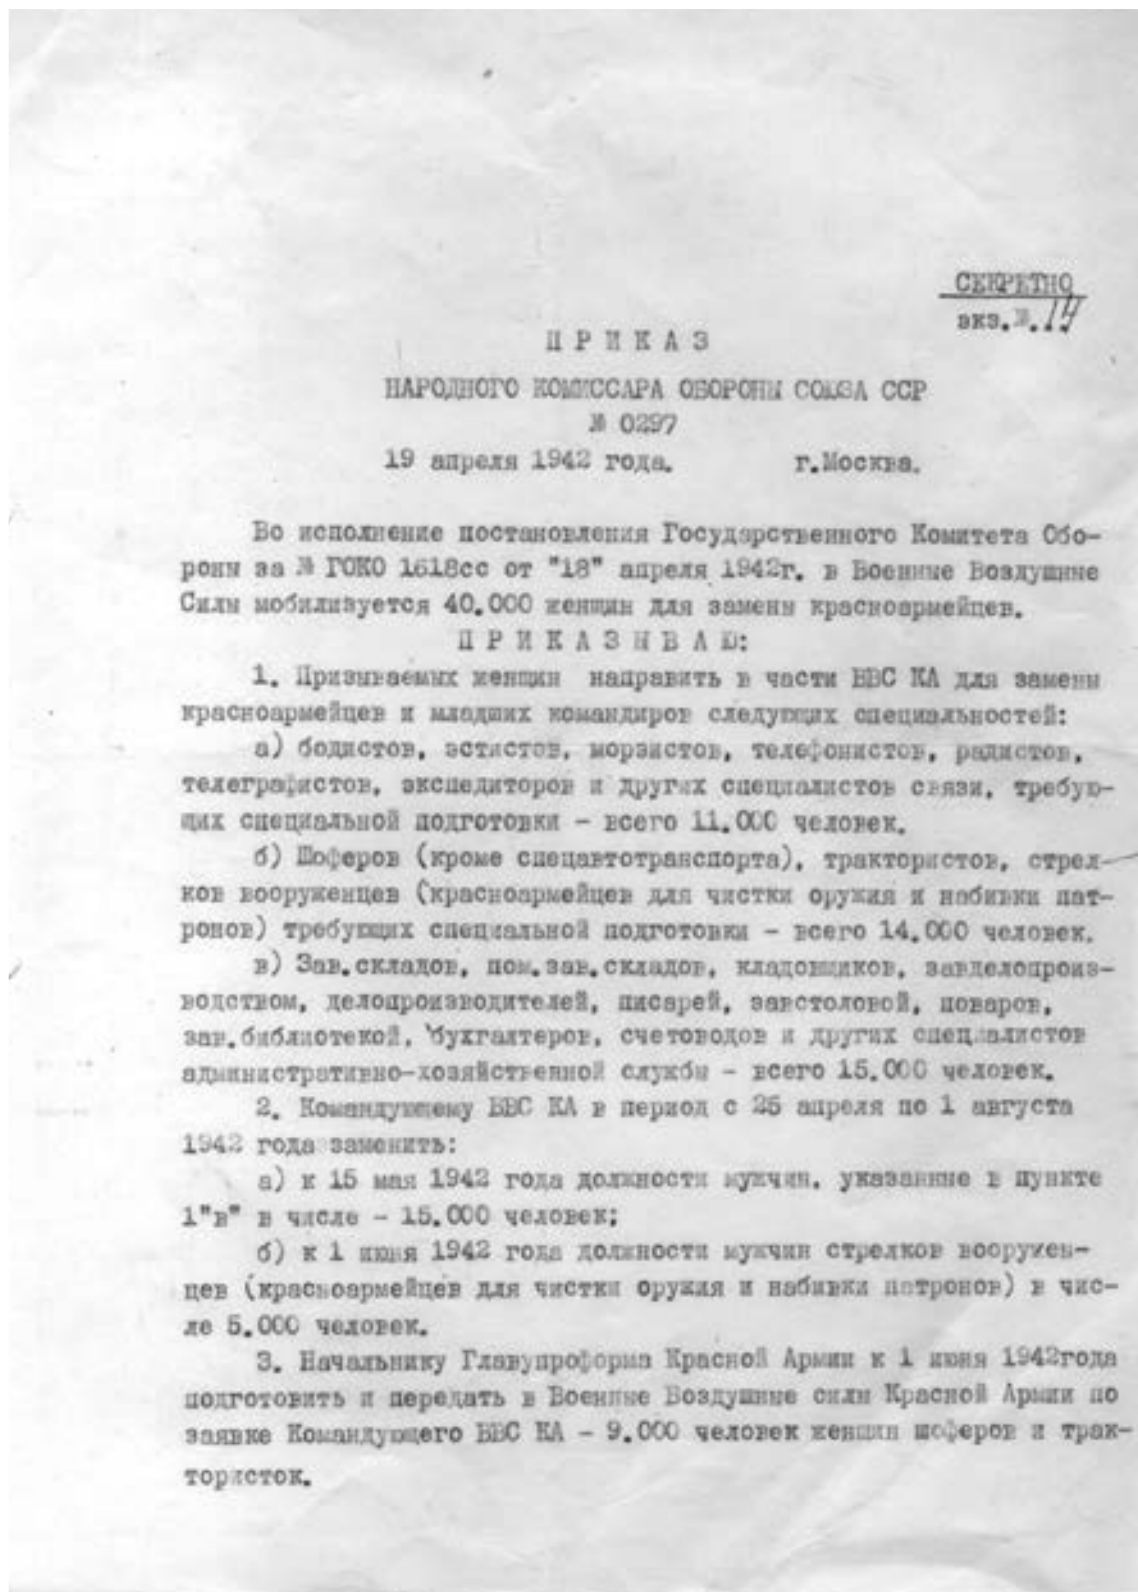 СЕКРЕТНО
экз.№.14
ПРИКАЗ
НАРОДНОГО КОМИССАРА ОБОРОНЫ СОЮЗА ССР
№ 0297
19 апреля 1942 года. г.Москва.
Во исполнение постановления Государственного Комитета Обо-
роны за № ГОКО 1618сс от "18" апреля 1942г. в Военные Воздушные
Силы мобилизуется 40.000 женщин для замены красноармейцев.
ПРИКАЗЫВАЮ:
1. Призываемых женщин направить в части ВВС КА для замены
красноармейцев и младших командиров следующих специальностей:
а) бодистов, эстистов, морзистов, телефонистов, радистов,
телеграфистов, экспедиторов и других специалистов связи, требую-
щих специальной подготовки - всего 11.000 человек.
б) Шоферов (кроме спецавтотранспорта), трактористов, стрел-
ков вооруженцев (красноармейцев для чистки оружия и набивки пат-
ронов) требующих специальной подготовки - всего 14.000 человек.
в) Зав.складов, пом.зав.складов, кладовщиков, завделопроиз-
водством, делопроизводителей, писарей, завстоловой, поваров,
зав.библиотекой, бухгалтеров, счетоводов и других специалистов
административно-хозяйственной службы - всего 15.000 человек.
2. Командующему ВВС КА в период с 25 апреля по 1 августа
1942 года заменить:
а) к 15 мая 1942 года должности мужчин, указанные в пункте
1"в" в числе - 15.000 человек;
б) к 1 июня 1942 года должности мужчин стрелков вооружен-
цев (красноармейцев для чистки оружия и набивки патронов) в чис-
ле 5.000 человек.
3. Начальнику Главупроформа Красной Армии к 1 июня 1942года
подготовить и передать в Военные Воздушные силы Красной Армии по
заявке Командующего ВВС КА - 9.000 человек женщин шоферов и трак-
тористок.